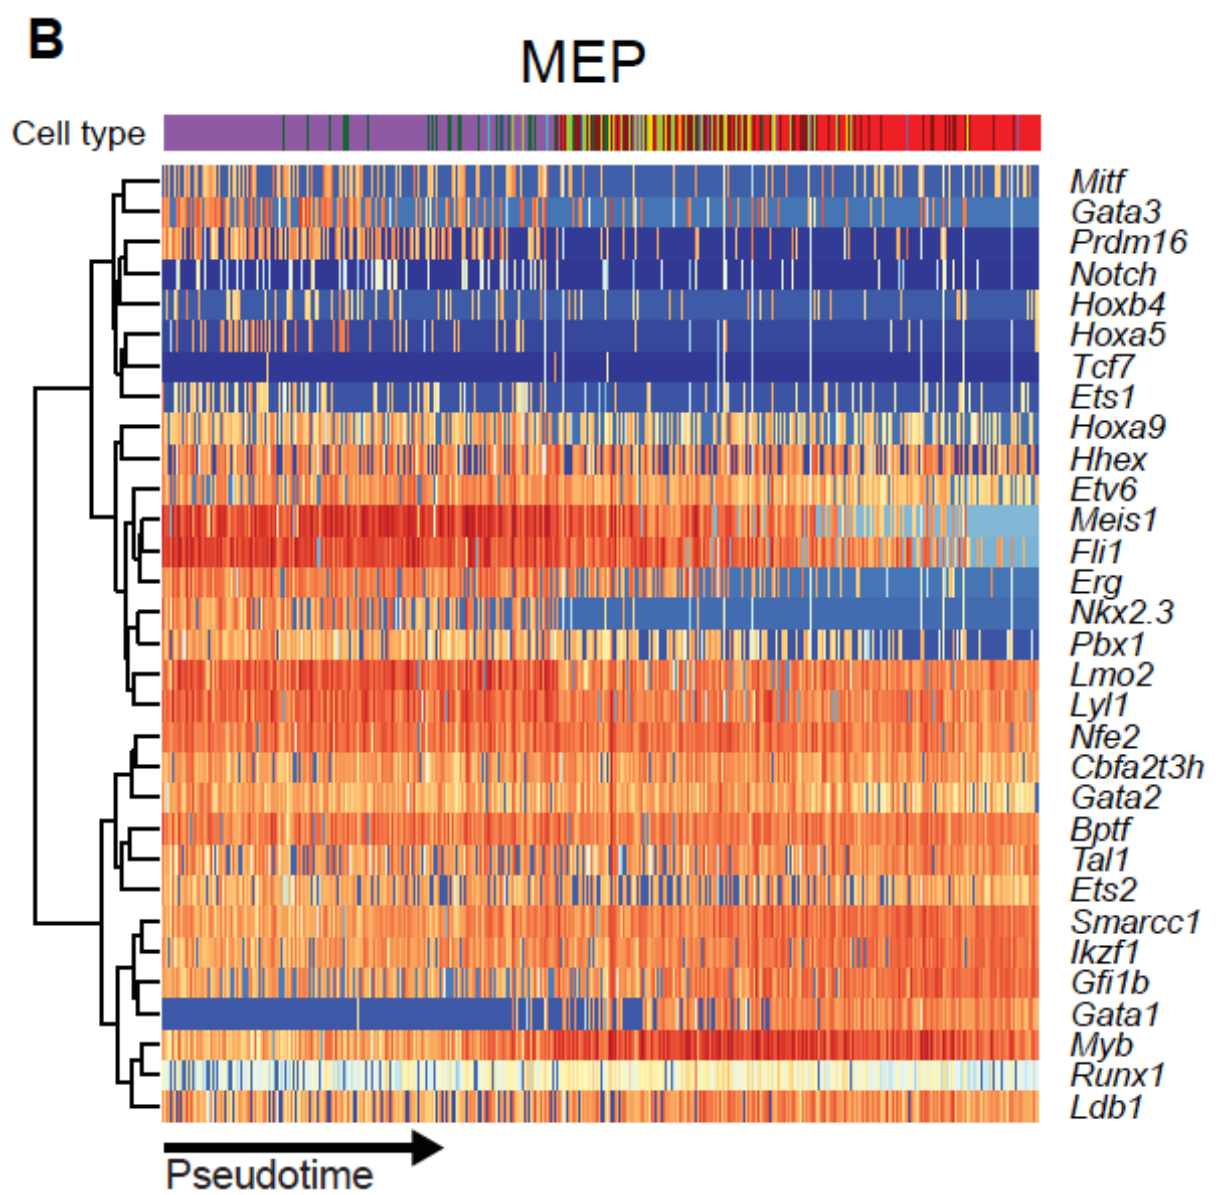 B
MEP
Cell type
Mitf
Gata3
Prdm16
Notch
Hoxb4
Hoxa5
Tcf7
Ets1
Hoxa9
Hhex
Etv6
Meis1
Fli1
Erg
Nkx2.3
Pbx1
Lmo2
Lyl1
Nfe2
Cbfa2t3h
Gata2
Bptf
Tal1
Ets2
Smarcc1
Ikzf1
Gfi1b
Gata1
Myb
Runx1
Ldb1
Pseudotime